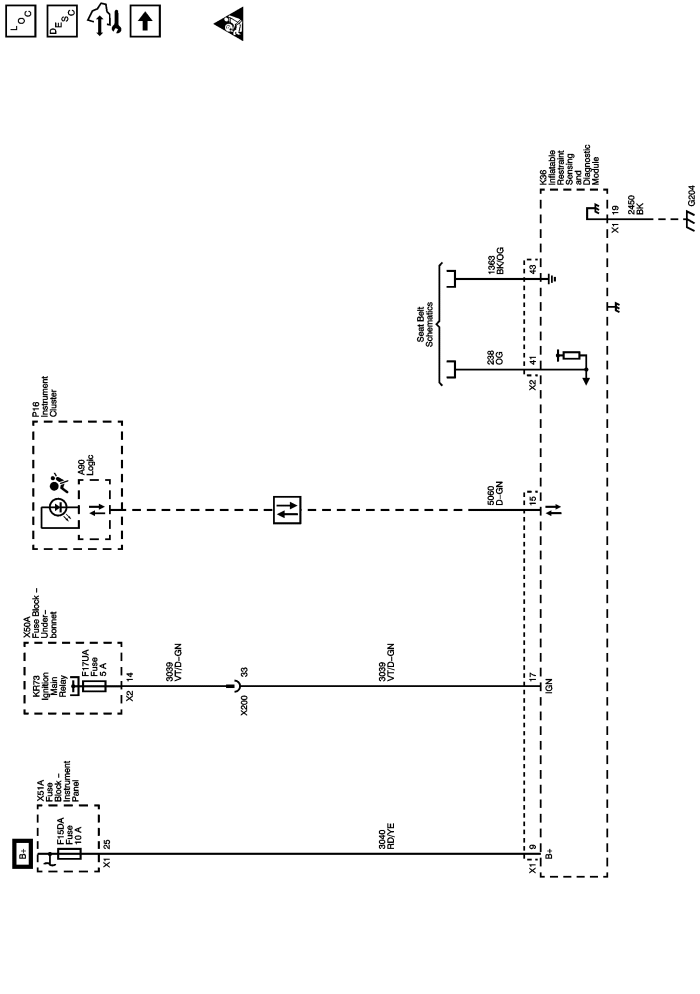 LOC
DESC
B+
X51A
Fuse
Block –
Instrument
Panel
F15DA
Fuse
10 A
X1
25
3040
RD/YE
X50A
Fuse Block –
Under–
bonnet
KR73
Ignition
Main
Relay
F17UA
Fuse
5 A
X2
14
3039
VT/D–GN
X200
33
3039
VT/D–GN
P16
Instrument
Cluster
A90
Logic
5060
D–GN
Seat Belt
Schematics
238
OG
1363
BK/OG
X1
9
B+
17
IGN
15
X2
41
43
K36
Inflatable
Restraint
Sensing
and
Diagnostic
Module
X1
19
2450
BK
G204